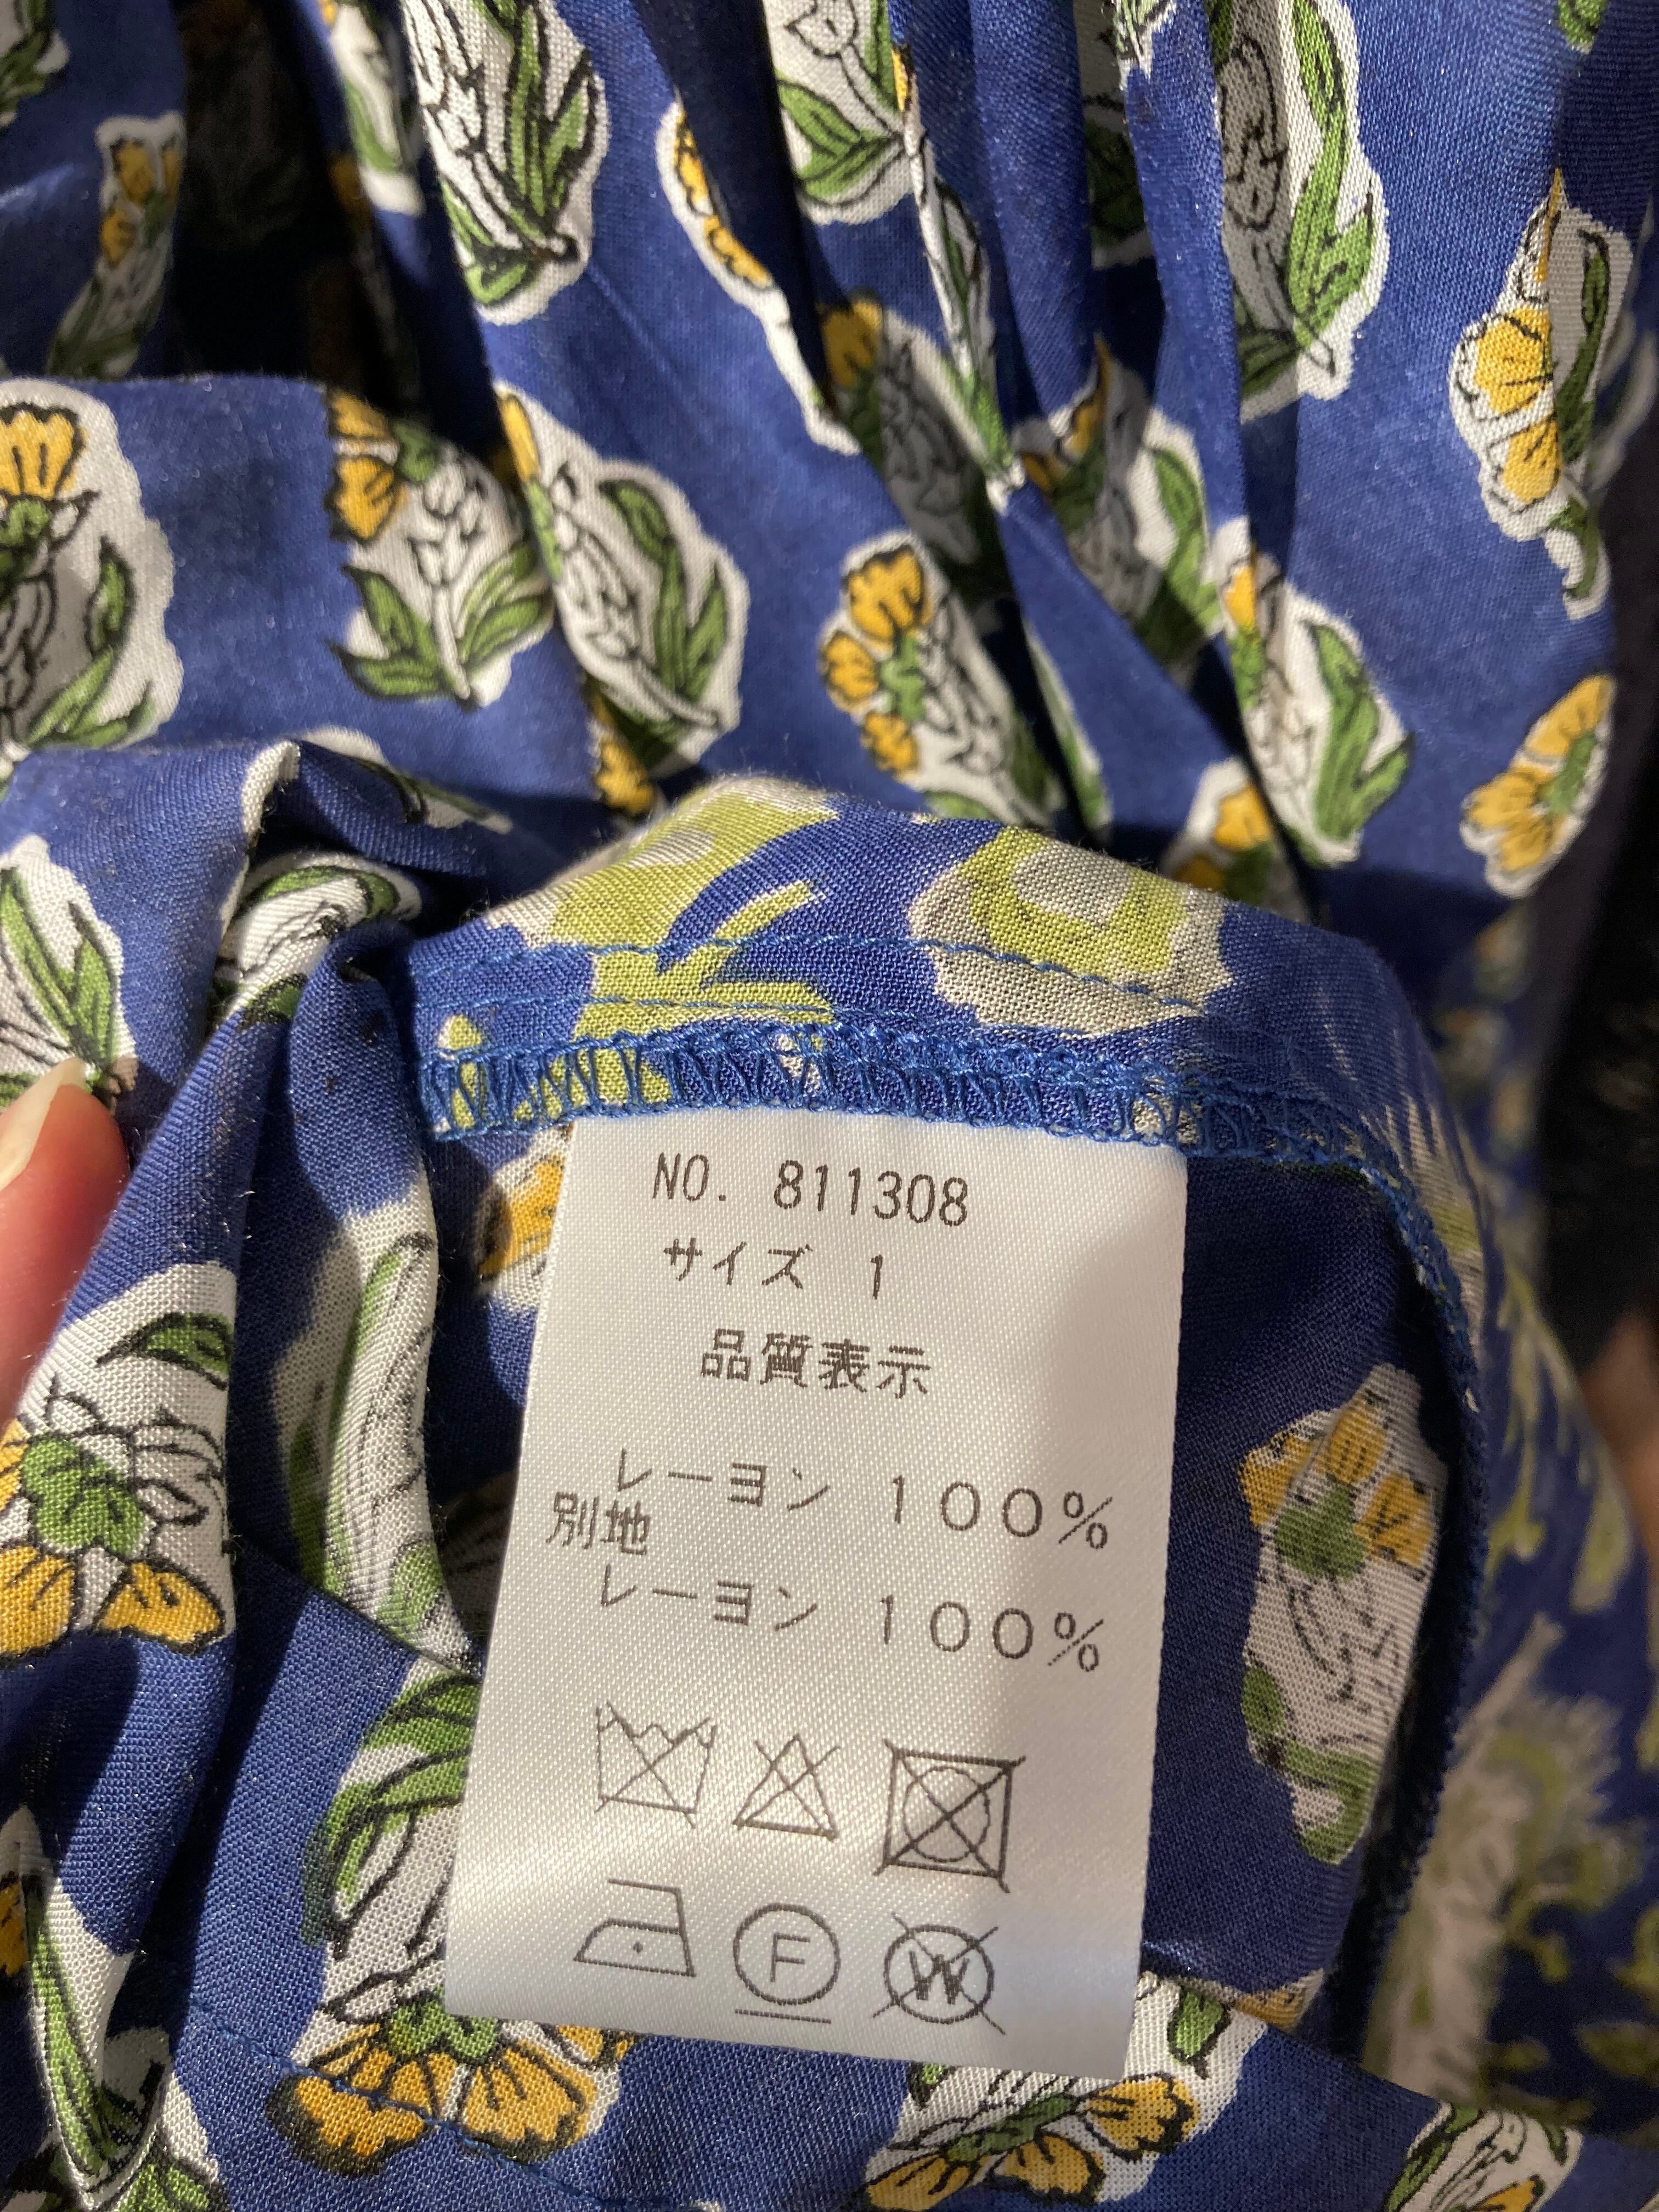 NO. 811308
サイズ 1
品質表示
レーヨン 100%
別地
レーヨン 100%
F
W